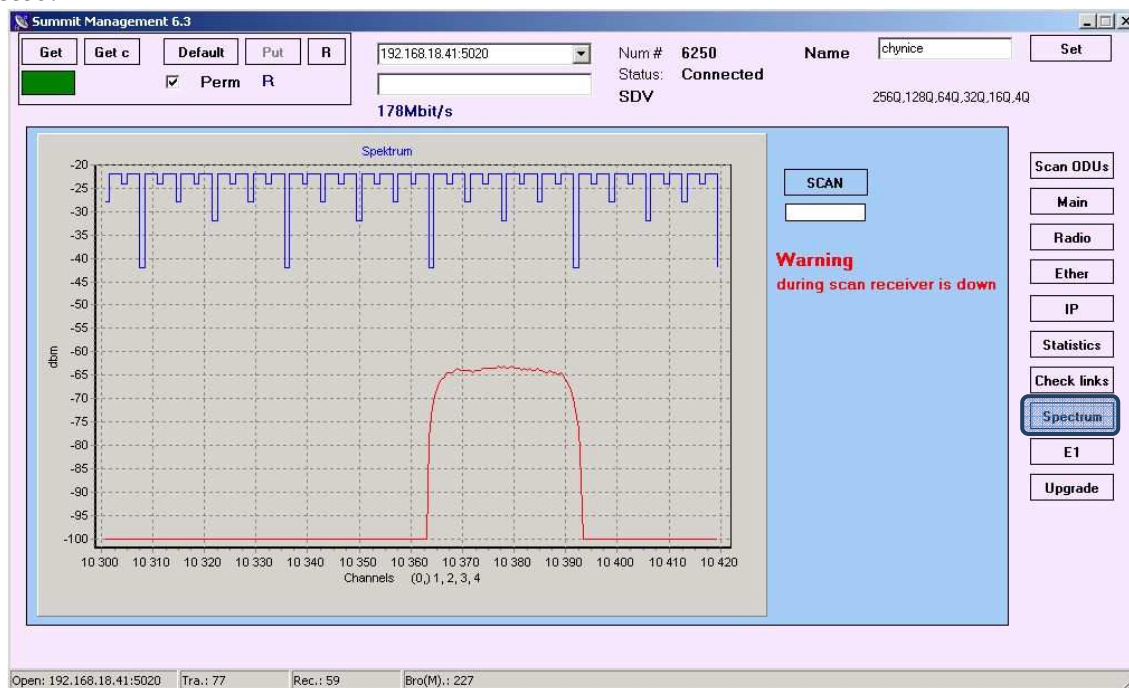 Summit Management 6.3
Get
Get c
Default
Put
R
Perm
R
192.168.18.41:5020
178Mbit/s
Num # 6250
Status: Connected
SDV
Name
chynice
Set
256Q,128Q,64Q,32Q,16Q,4Q
Spektrum
-20
-25
-30
-35
-40
-45
-50
-55
-60
-65
-70
-75
-80
-85
-90
-95
-100
dbm
10 300 10 310 10 320 10 330 10 340 10 350 10 360 10 370 10 380 10 390 10 400 10 410 10 420
Channels (0,) 1, 2, 3, 4
SCAN
Warning
during scan receiver is down
Scan ODUs
Main
Radio
Ether
IP
Statistics
Check links
Spectrum
E1
Upgrade
Open: 192.168.18.41:5020 Tra.: 77 Rec.: 59 Bro(M).: 227